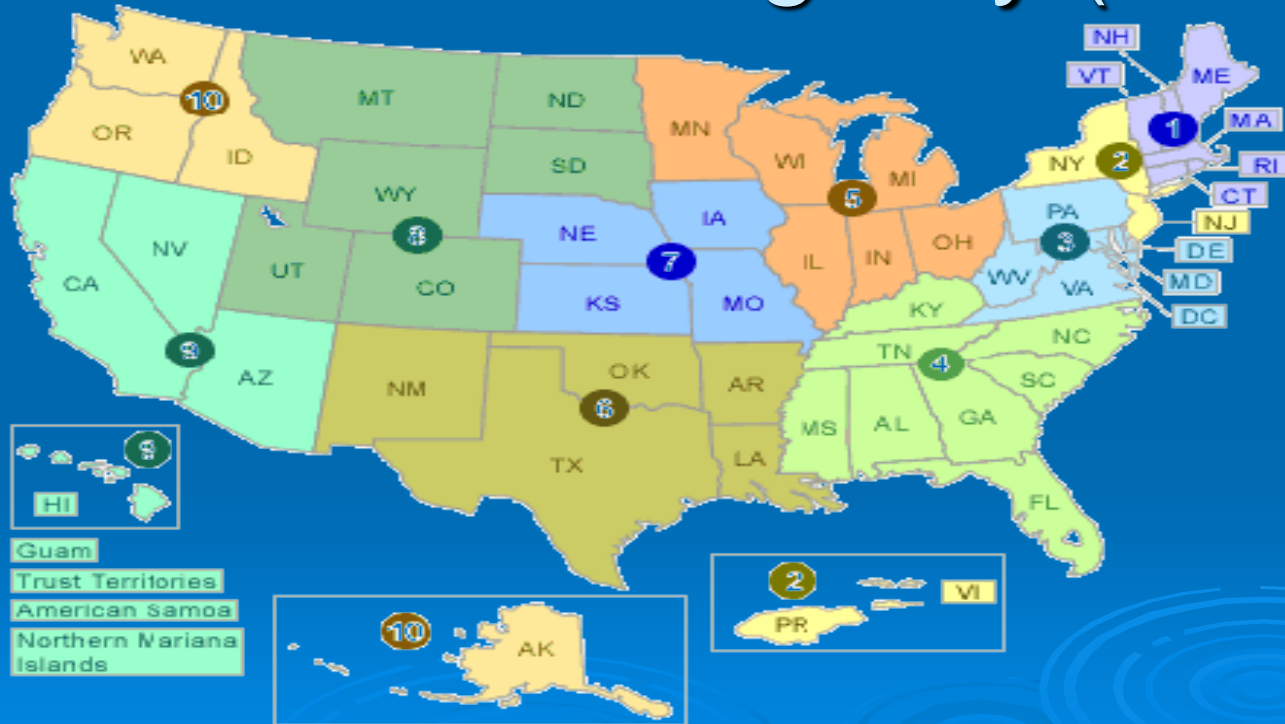 NH
WA
VT
ME
10
MT
ND
MN
1
MA
OR
ID
WI
NY
2
RI
SD
MI
CT
WY
5
PA
NJ
NE
IA
3
DE
NV
8
7
OH
IL
IN
WV
MD
UT
VA
CA
CO
KS
MO
DC
KY
NC
9
TN
4
AZ
OK
SC
NM
AR
6
GA
MS
AL
9
TX
LA
HI
FL
Guam
Trust Territories
2
VI
American Samoa
10
PR
Northern Mariana
Islands
AK